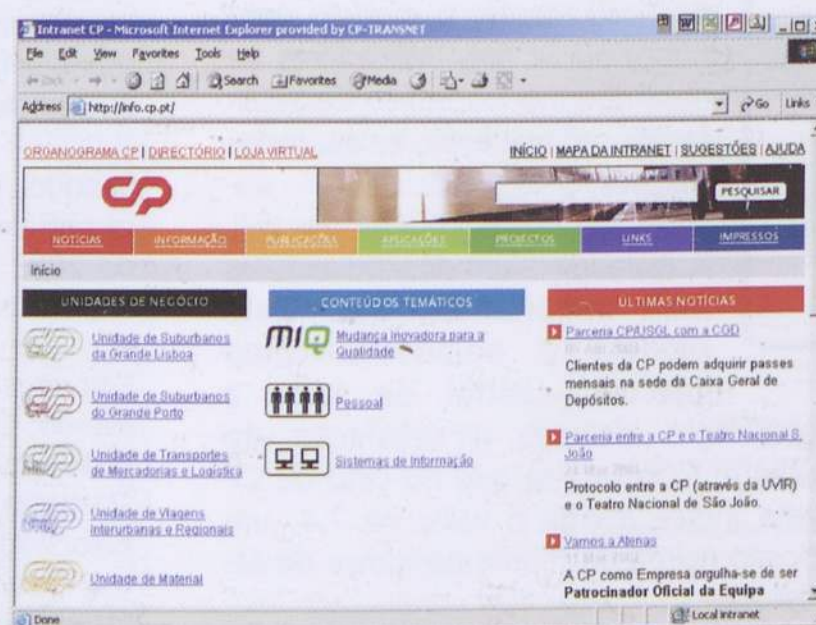 Intranet CP - Microsoft Internet Explorer provided by CP-TRANSNET
File Edit View Favorites Tools Help
Back Search Favorites Media
Address http://info.cp.pt/ Go Links
ORGANOGRAMA CP | DIRECTÓRIO | LOJA VIRTUAL
INÍCIO | MAPA DA INTRANET | SUGESTÕES | AJUDA
CP
PESQUISAR
NOTÍCIAS INFORMAÇÃO PUBLICAÇÕES APLICAÇÕES PROJECTOS LINKS IMPRESSOS
Início
UNIDADES DE NEGÓCIO
Unidade de Suburbanos
da Grande Lisboa
Unidade de Suburbanos
do Grande Porto
Unidade de Transportes
de Mercadorias e Logística
Unidade de Viagens
Interurbanas e Regionais
Unidade de Material
CONTEÚDOS TEMÁTICOS
MIQ
Mudança Inovadora para a
Qualidade
Pessoal
Sistemas de Informação
ÚLTIMAS NOTÍCIAS
Parceria CP/USGL com a CGD
Clientes da CP podem adquirir passes
mensais na sede da Caixa Geral de
Depósitos.
Parceria entre a CP e o Teatro Nacional S.
João
Protocolo entre a CP (através da UVIR)
e o Teatro Nacional de São João.
Vamos a Atenas
A CP como Empresa orgulha-se de ser
Patrocinador Oficial da Equipa
Done
Local intranet